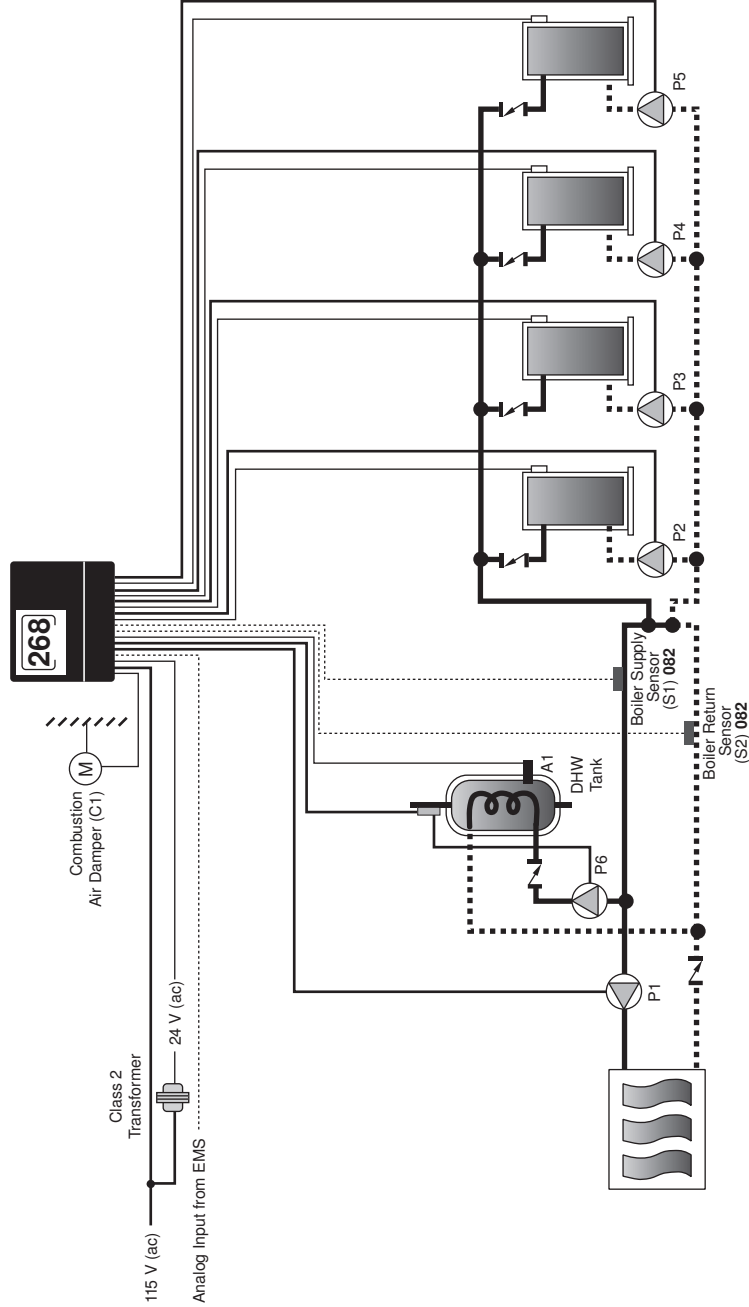 268
M
Combustion
Air Damper (C1)
Class 2
Transformer
115 V (ac)
24 V (ac)
Analog Input from EMS
A1
DHW
Tank
P6
P1
Boiler Supply
Sensor
(S1) 082
Boiler Return
Sensor
(S2) 082
P2
P3
P4
P5